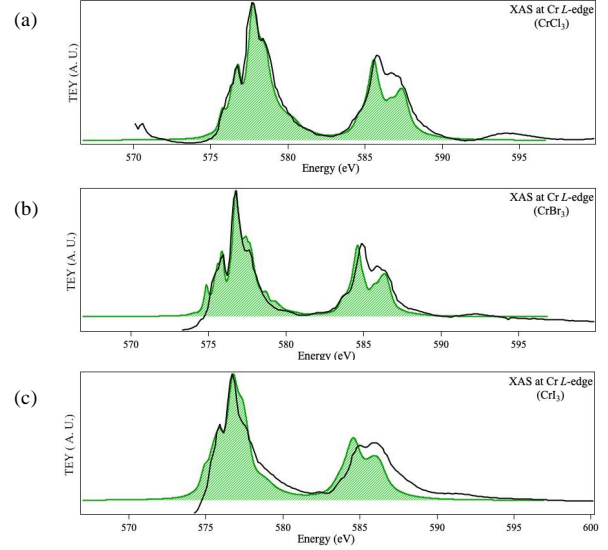 (a)
XAS at Cr L-edge
(CrCl3)
TEY (A. U.)
570 575 580 585 590 595
Energy (eV)
(b)
XAS at Cr L-edge
(CrBr3)
TEY (A. U.)
570 575 580 585 590 595
Energy (eV)
(c)
XAS at Cr L-edge
(CrI3)
TEY ( A. U.)
570 575 580 585 590 595 600
Energy (eV)